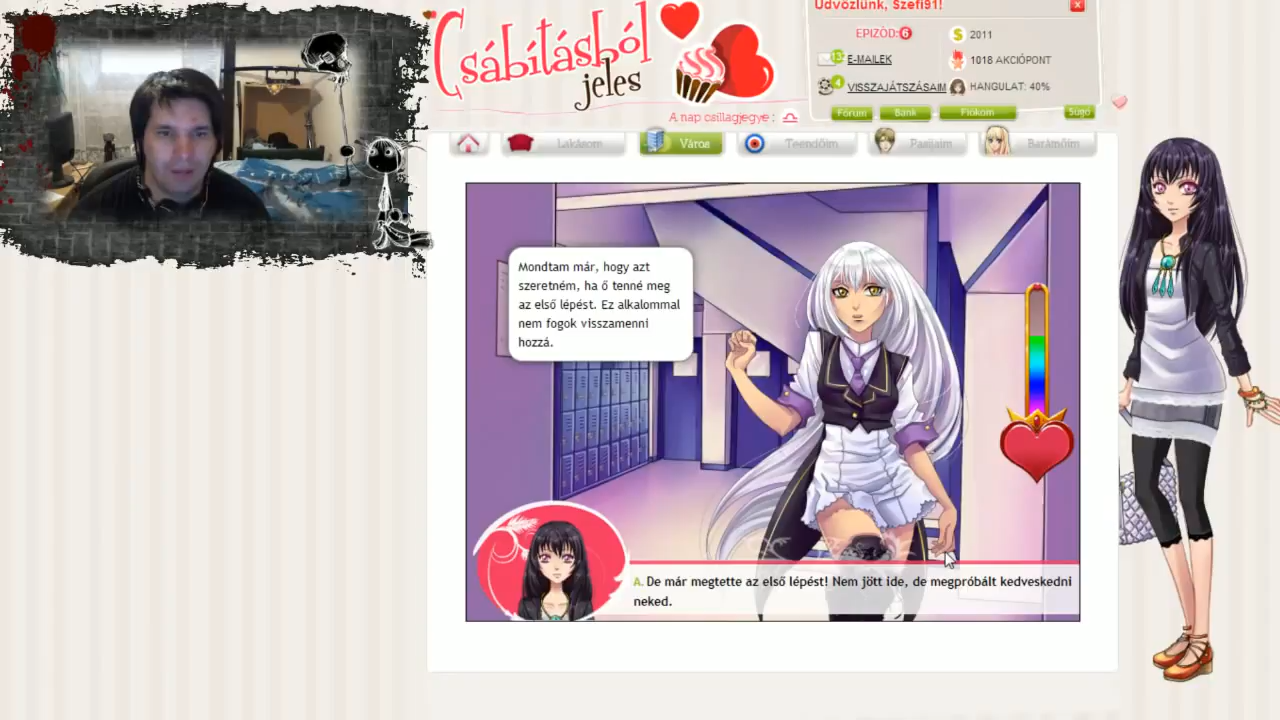 Csábításból
jeles
Üdvözlünk, Szefi91!
EPIZÓD: 6
2011
E-MAILEK
1018 AKCIÓPONT
4
VISSZAJÁTSZÁSAIM
HANGULAT: 40%
A nap csillagjegye :
Fórum
Bank
Fiókom
Súgó
Lakásom
Város
Teendőim
Pasijaim
Barátnőim
Mondtam már, hogy azt
szeretném, ha ő tenné meg
az első lépést. Ez alkalommal
nem fogok visszamenni
hozzá.
A. De már megtette az első lépést! Nem jött ide, de megpróbált kedveskedni
neked.